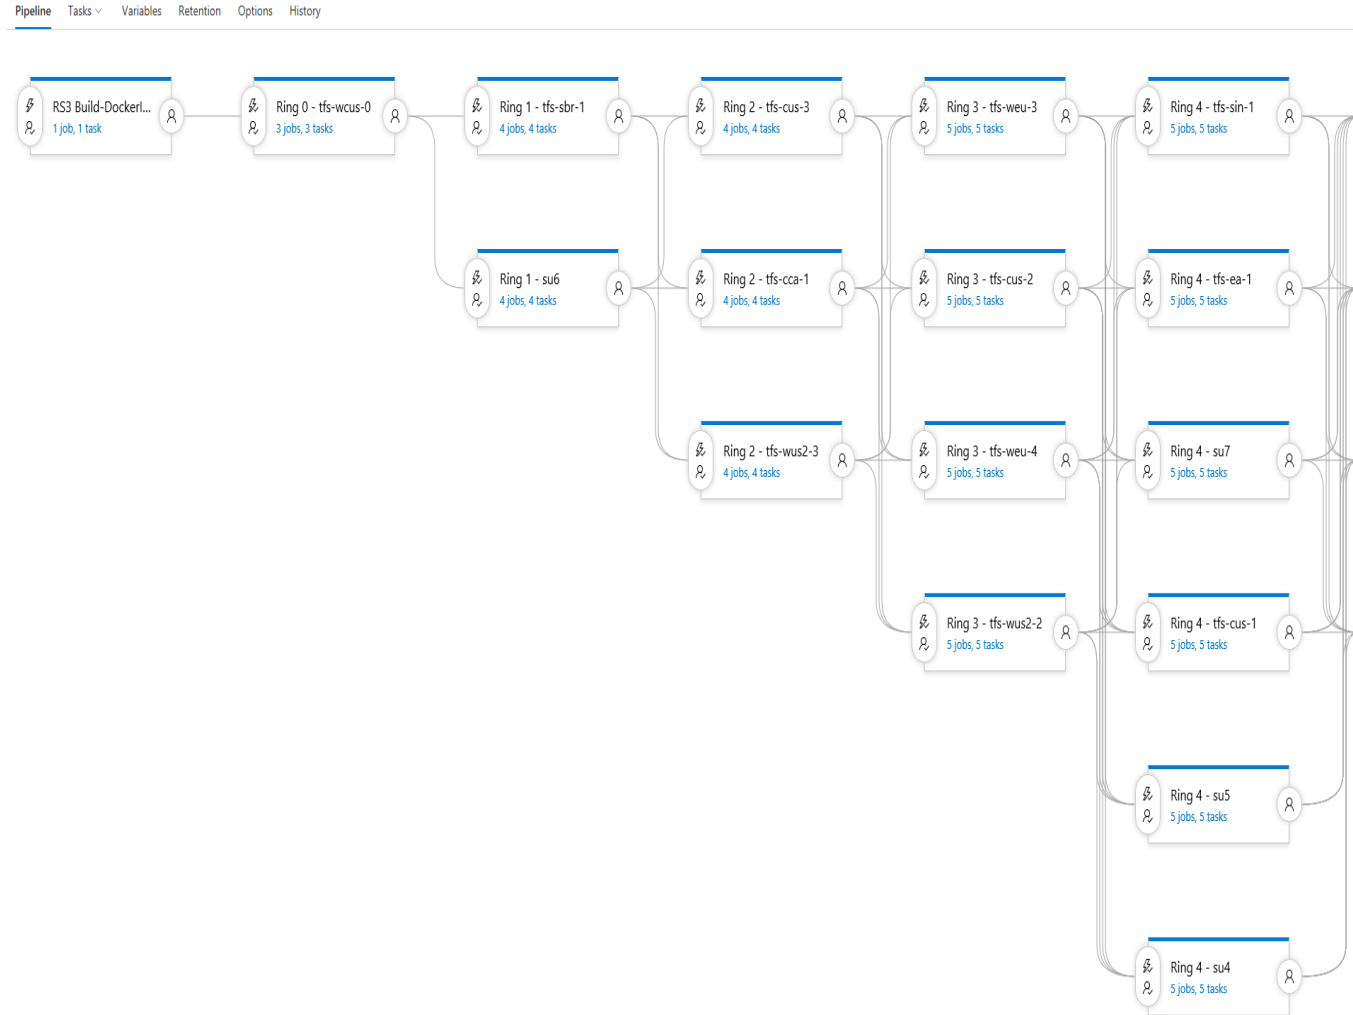 Pipeline Tasks Variables Retention Options History
RS3 Build-Dockerl...
1 job, 1 task
Ring 0 - tfs-wcus-0
3 jobs, 3 tasks
Ring 1 - tfs-sbr-1
4 jobs, 4 tasks
Ring 2 - tfs-cus-3
4 jobs, 4 tasks
Ring 3 - tfs-weu-3
5 jobs, 5 tasks
Ring 4 - tfs-sin-1
5 jobs, 5 tasks
Ring 1 - su6
4 jobs, 4 tasks
Ring 2 - tfs-cca-1
4 jobs, 4 tasks
Ring 3 - tfs-cus-2
5 jobs, 5 tasks
Ring 4 - tfs-ea-1
5 jobs, 5 tasks
Ring 2 - tfs-wus2-3
4 jobs, 4 tasks
Ring 3 - tfs-weu-4
5 jobs, 5 tasks
Ring 4 - su7
5 jobs, 5 tasks
Ring 3 - tfs-wus2-2
5 jobs, 5 tasks
Ring 4 - tfs-cus-1
5 jobs, 5 tasks
Ring 4 - su5
5 jobs, 5 tasks
Ring 4 - su4
5 jobs, 5 tasks